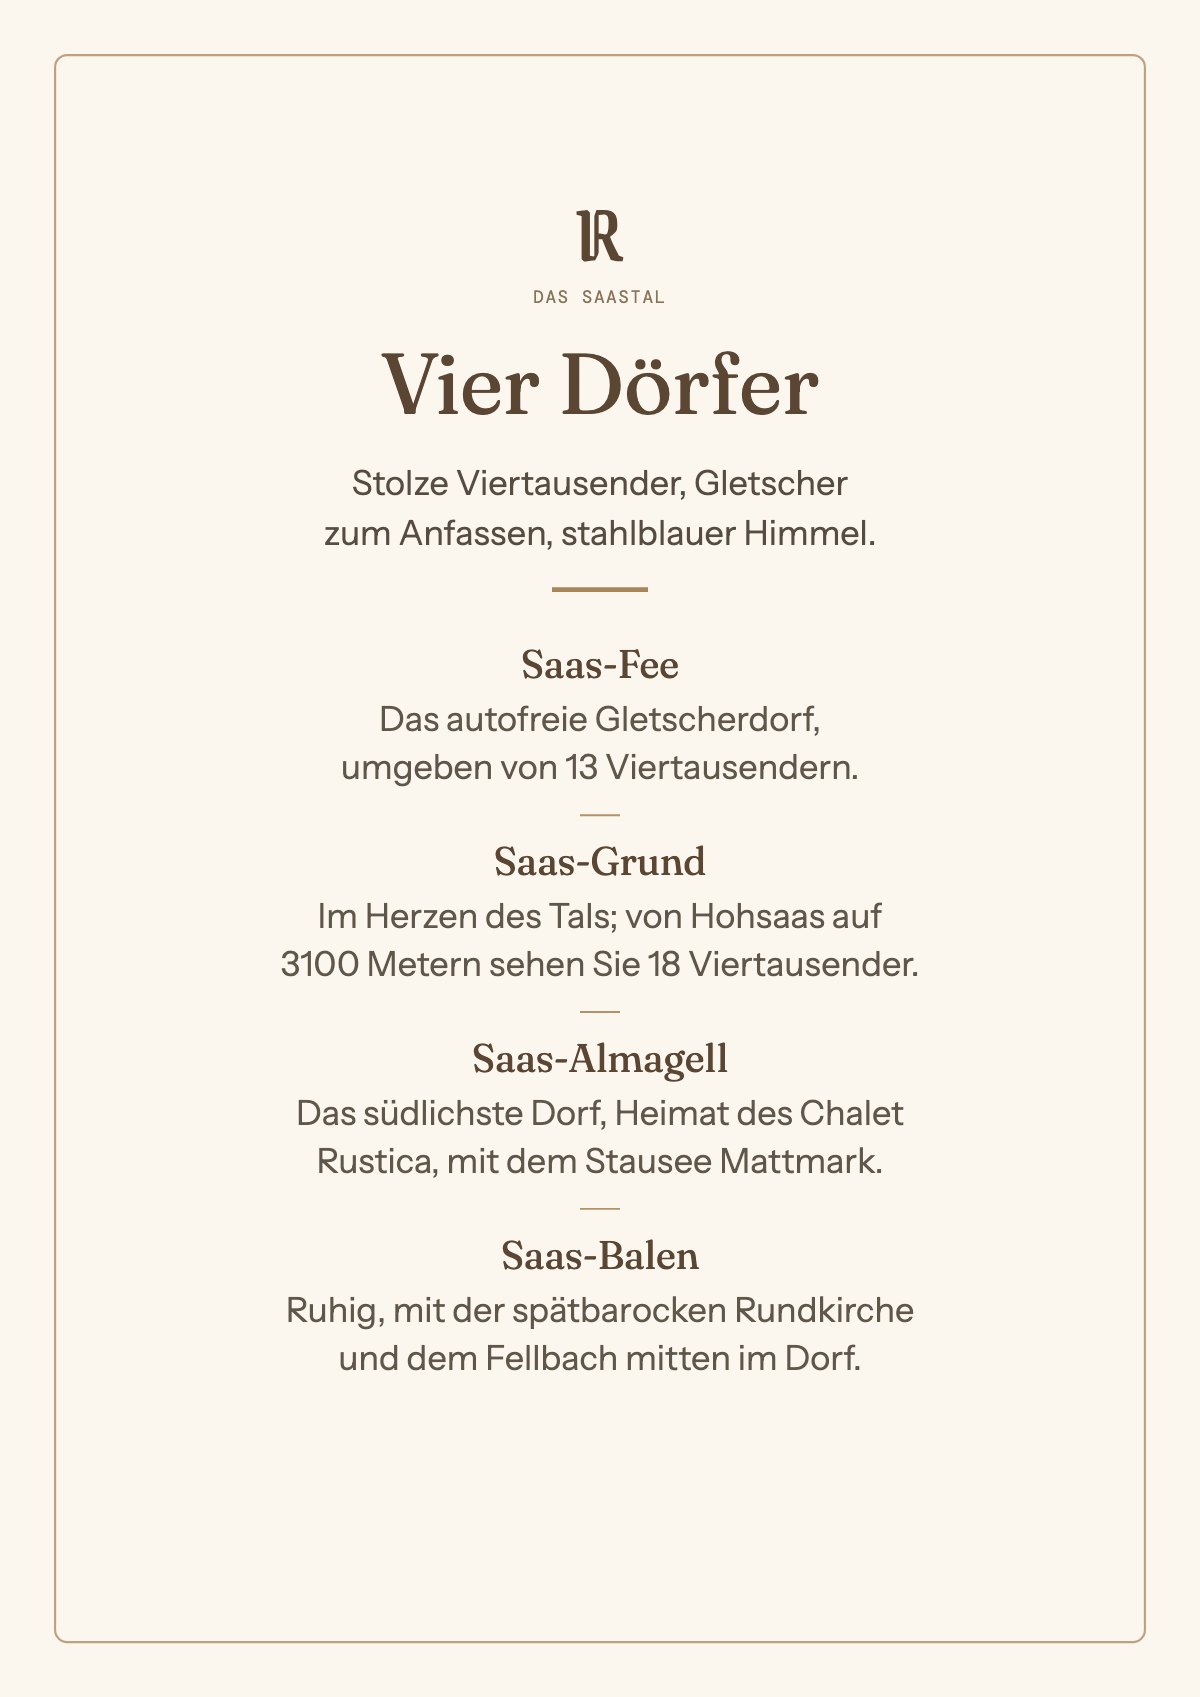 R
DAS SAASTAL
Vier Dörfer
Stolze Viertausender, Gletscher
zum Anfassen, stahlblauer Himmel.
Saas-Fee
Das autofreie Gletscherdorf,
umgeben von 13 Viertausendern.
Saas-Grund
Im Herzen des Tals; von Hohsaas auf
3100 Metern sehen Sie 18 Viertausender.
Saas-Almagell
Das südlichste Dorf, Heimat des Chalet
Rustica, mit dem Stausee Mattmark.
Saas-Balen
Ruhig, mit der spätbarocken Rundkirche
und dem Fellbach mitten im Dorf.